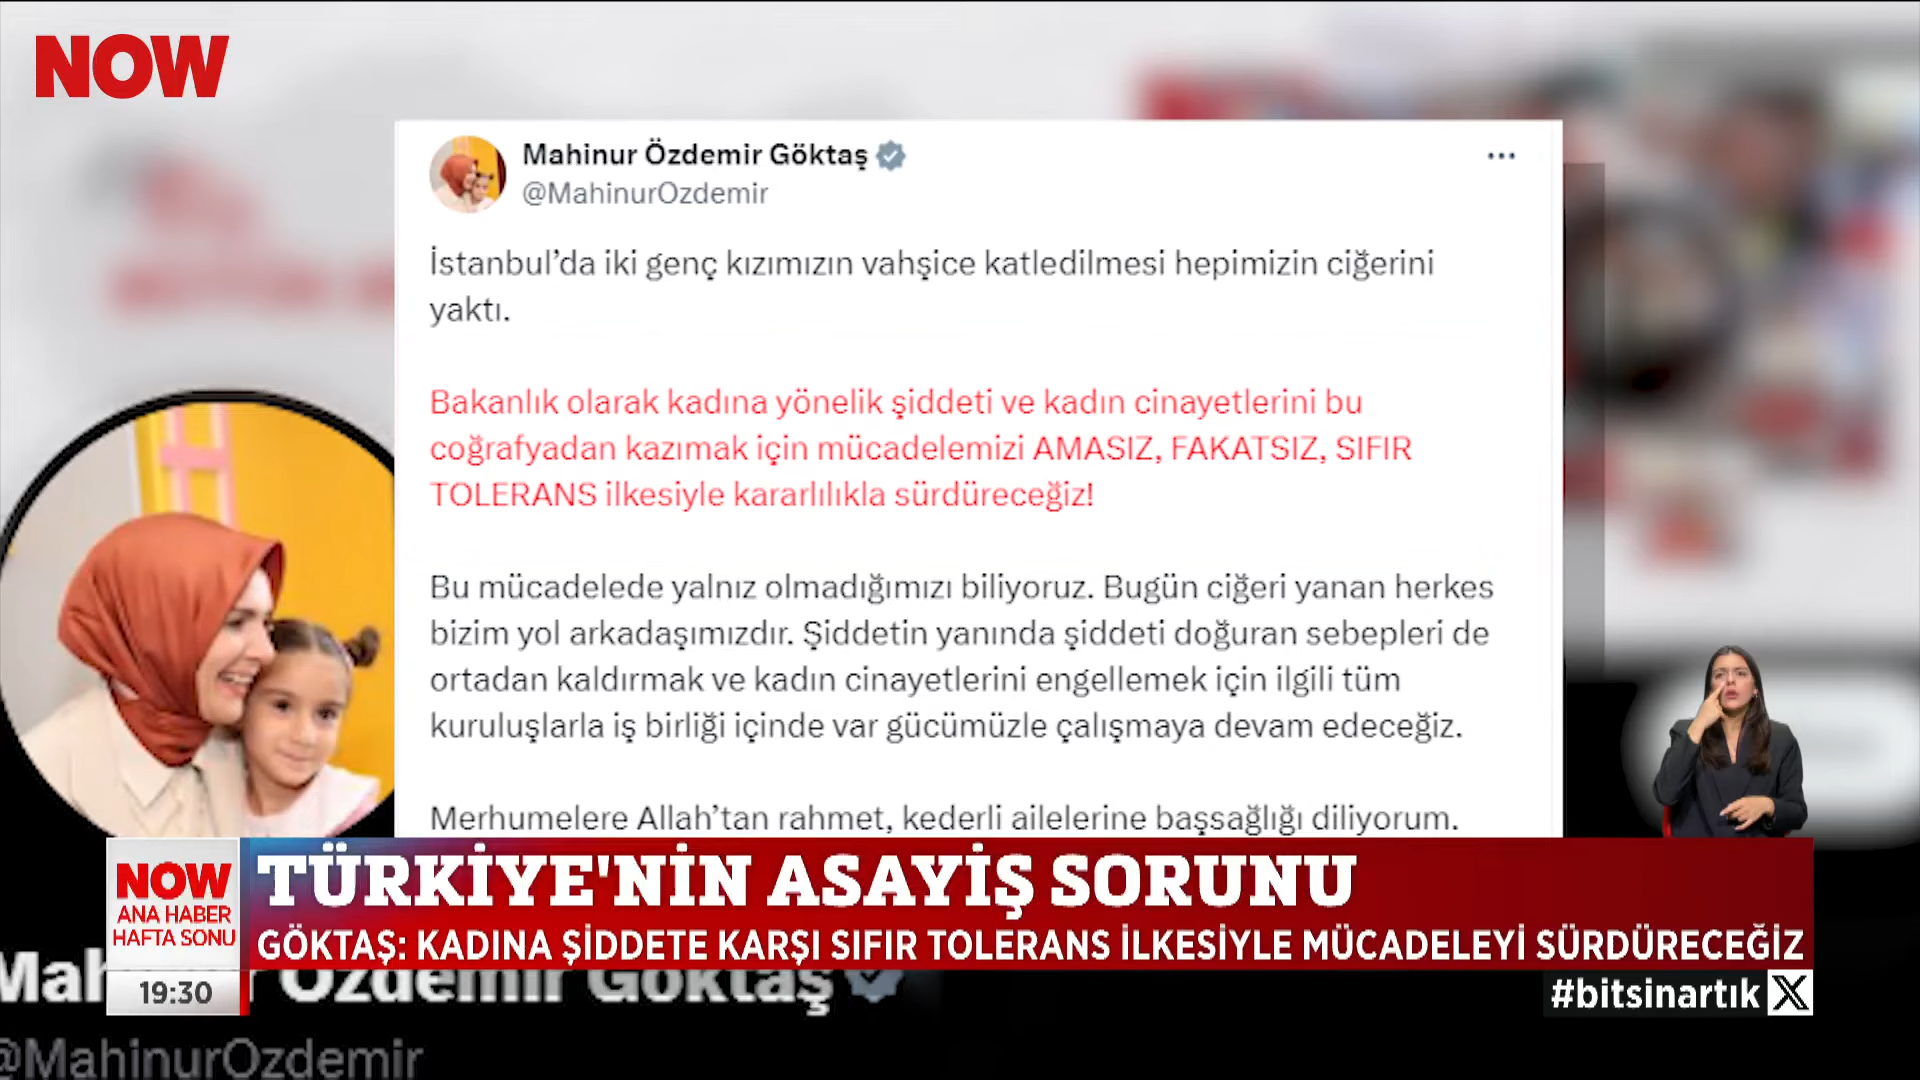 NOW
Mahinur Özdemir Göktaş
@MahinurOzdemir
İstanbul’da iki genç kızımızın vahşice katledilmesi hepimizin ciğerini
yaktı.
Bakanlık olarak kadına yönelik şiddeti ve kadın cinayetlerini bu
coğrafyadan kazımak için mücadelemizi AMASIZ, FAKATSIZ, SIFIR
TOLERANS ilkesiyle kararlılıkla sürdüreceğiz!
Bu mücadelede yalnız olmadığımızı biliyoruz. Bugün ciğeri yanan herkes
bizim yol arkadaşımızdır. Şiddetin yanında şiddeti doğuran sebepleri de
ortadan kaldırmak ve kadın cinayetlerini engellemek için ilgili tüm
kuruluşlarla iş birliği içinde var gücümüzle çalışmaya devam edeceğiz.
Merhumelere Allah’tan rahmet, kederli ailelerine başsağlığı diliyorum.
NOW
ANA HABER
HAFTA SONU
TÜRKİYE'NİN ASAYİŞ SORUNU
GÖKTAŞ: KADINA ŞİDDETE KARŞI SIFIR TOLERANS İLKESİYLE MÜCADELEYİ SÜRDÜRECEĞİZ
19:30
#bitsinartık X
Özdemir Göktaş
@MahinurOzdemir